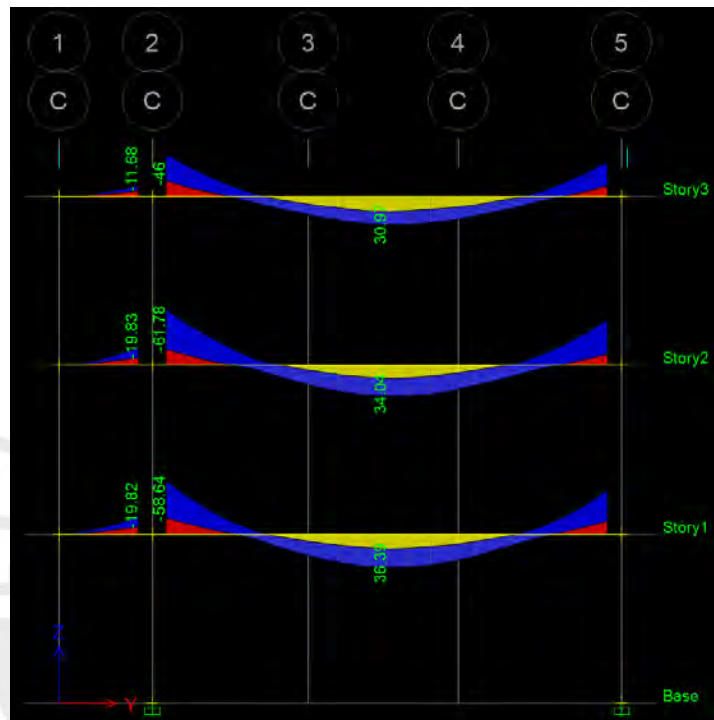 1 2 3 4 5
C C C C C
-11.68 -46 30.97 Story3
-19.83 -61.78 34.04 Story2
-19.82 -58.64 36.39 Story1
Z
Y Base